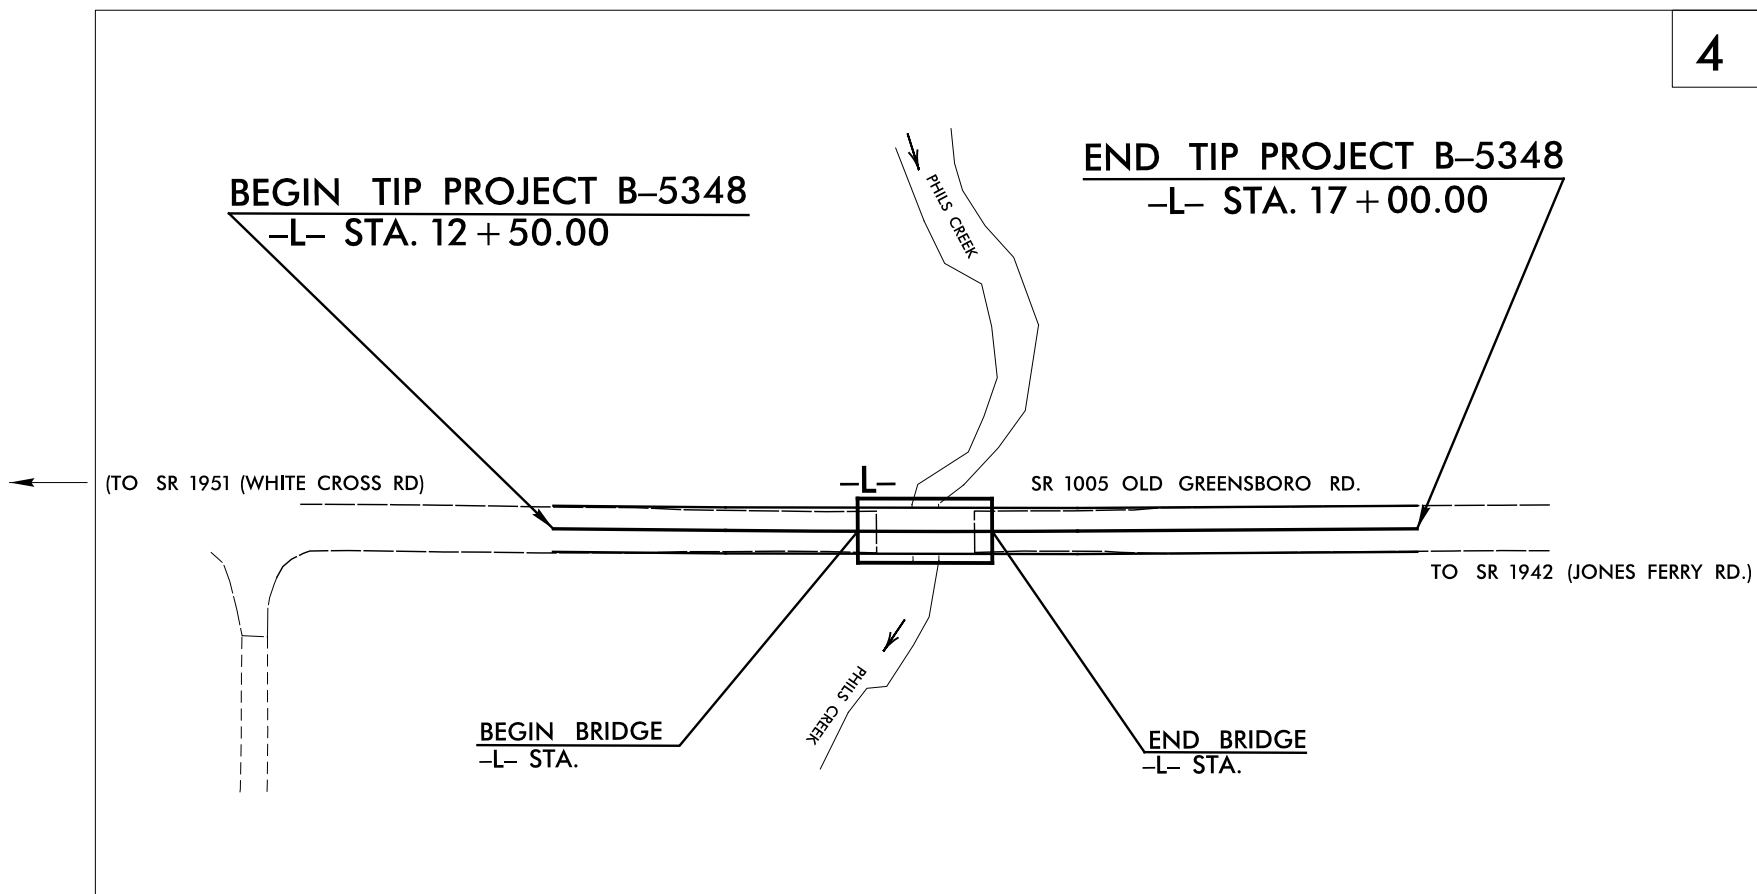 4
BEGIN TIP PROJECT B–5348
–L– STA. 12+50.00
END TIP PROJECT B–5348
–L– STA. 17+00.00
PHILS CREEK
(TO SR 1951 (WHITE CROSS RD)
–L–
SR 1005 OLD GREENSBORO RD.
TO SR 1942 (JONES FERRY RD.)
PHILS CREEK
BEGIN BRIDGE
–L– STA.
END BRIDGE
–L– STA.